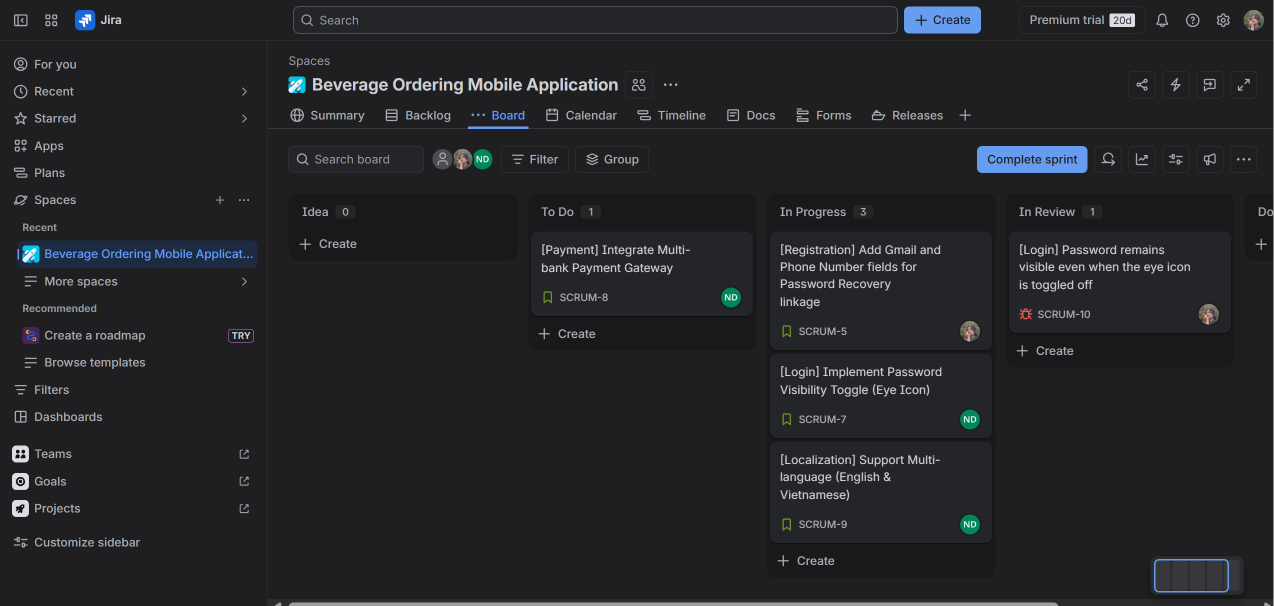 Jira
Search
Create
Premium trial 20d
For you
Recent
Starred
Apps
Plans
Spaces
Recent
Beverage Ordering Mobile Applicat...
More spaces
Recommended
Create a roadmap TRY
Browse templates
Filters
Dashboards
Teams
Goals
Projects
Customize sidebar
Spaces
Beverage Ordering Mobile Application
Summary Backlog Board Calendar Timeline Docs Forms Releases
Search board ND Filter Group Complete sprint
Idea 0
Create
To Do 1
[Payment] Integrate Multi-
bank Payment Gateway
SCRUM-8 ND
Create
In Progress 3
[Registration] Add Gmail and
Phone Number fields for
Password Recovery
linkage
SCRUM-5
[Login] Implement Password
Visibility Toggle (Eye Icon)
SCRUM-7 ND
[Localization] Support Multi-
language (English &
Vietnamese)
SCRUM-9 ND
Create
In Review 1
[Login] Password remains
visible even when the eye icon
is toggled off
SCRUM-10
Create
Do